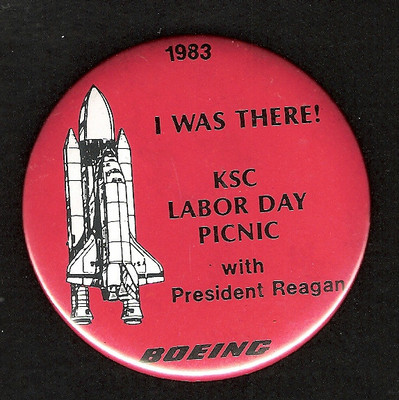 1983
I WAS THERE!
KSC
LABOR DAY
PICNIC
with
President Reagan
BOEING